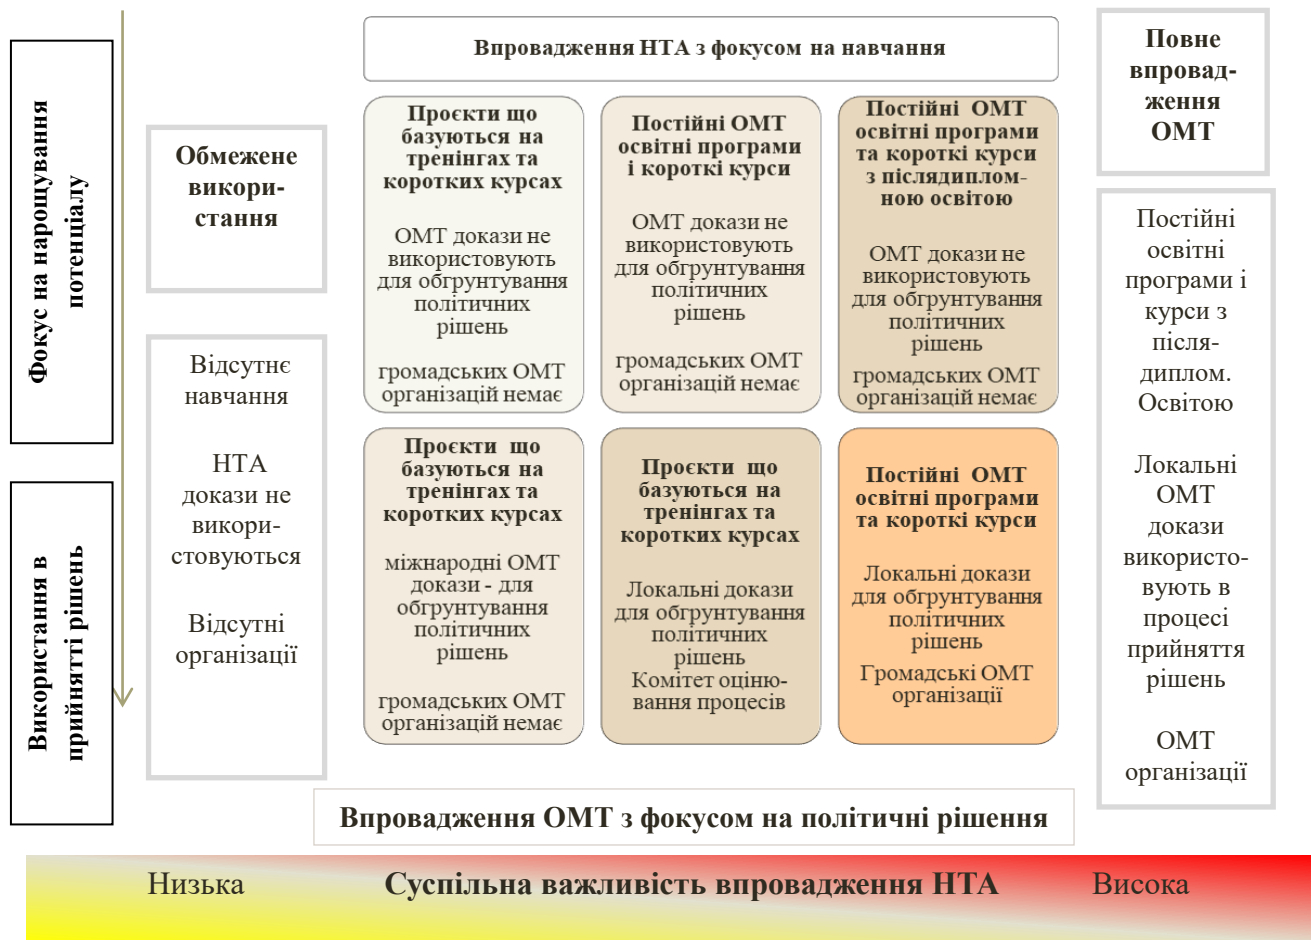 Фокус на нарощування
потенціалу
Використання в
прийнятті рішень
Обмежене
викори-
стання
Відсутнє
навчання
НТА
докази не
викори-
стовуються
Відсутні
організації
Впровадження НТА з фокусом на навчання
Проєкти що
базуються на
тренінгах та
коротких курсах
ОМТ докази не
використовують
для обгрунтування
політичних
рішень
громадських ОМТ
організацій немає
Постійні ОМТ
освітні програми
і короткі курси
ОМТ докази не
використовують
для обгрунтування
політичних
рішень
громадських ОМТ
організацій немає
Постійні ОМТ
освітні програми
та короткі курси
з післядиплом-
ною освітою
ОМТ докази не
використовують
для обгрунтування
політичних
рішень
громадських ОМТ
організацій немає
Проєкти що
базуються на
тренінгах та
коротких курсах
міжнародні ОМТ
докази - для
обгрунтування
політичних
рішень
громадських ОМТ
організацій немає
Проєкти що
базуються на
тренінгах та
коротких курсах
Локальні докази
для обгрунтування
політичних
рішень
Комітет оціню-
вання процесів
Постійні ОМТ
освітні програми
та короткі курси
Локальні докази
для обгрунтування
політичних
рішень
Громадські ОМТ
організації
Повне
впровад-
ження
ОМТ
Постійні
освітні
програми і
курси з
після-
диплом.
Освітою
Локальні
ОМТ
докази
використо-
вують в
процесі
прийняття
рішень
ОМТ
організації
Впровадження ОМТ з фокусом на політичні рішення
Низька Суспільна важливість впровадження НТА Висока